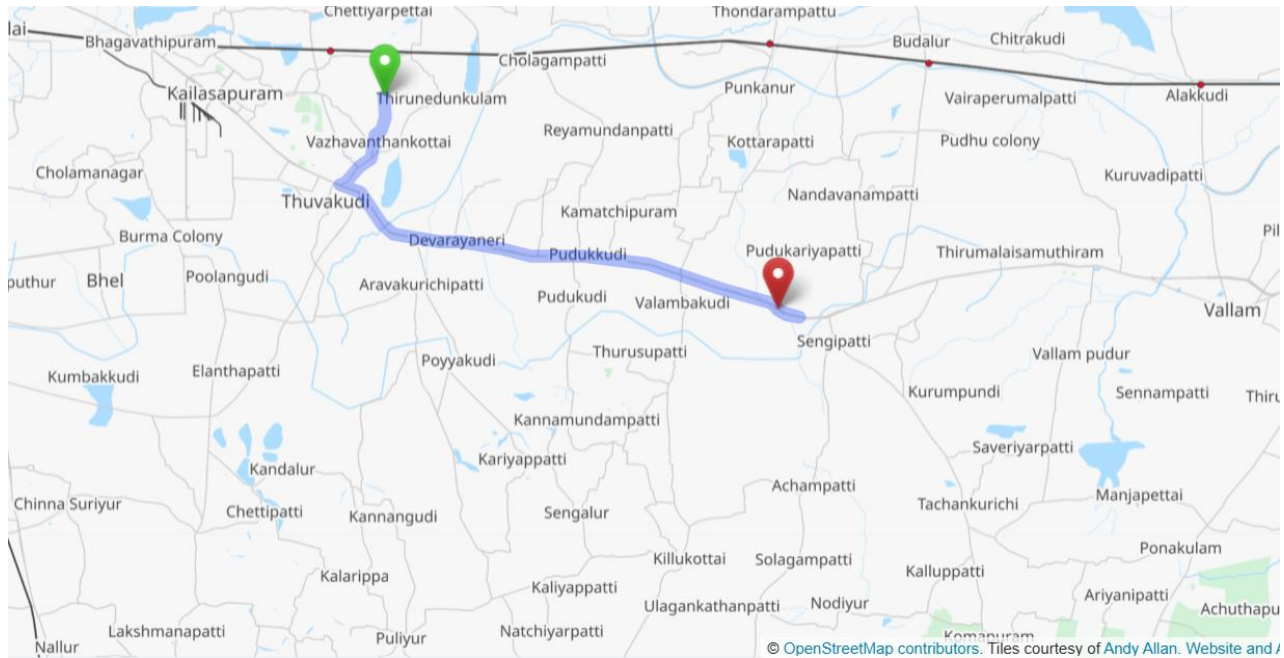 Chettiyarpettai
Thondarampattu
lai
Bhagavathipuram
Budalur
Chitrakudi
Cholagampatti
Kailasapuram
Thirunedunkulam
Punkanur
Vairaperumalpatti
Alakkudi
Vazhavanthankottai
Reyamundanpatti
Kottarapatti
Pudhu colony
Cholamanagar
Kuruvadipatti
Thuvakudi
Nandavanampatti
Kamatchipuram
Burma Colony
Devarayaneri
Pudukkudi
Pudukariyapatti
Thirumalaisamuthiram
Pil
puthur
Bhel
Poolangudi
Aravakurichipatti
Pudukudi
Valambakudi
Vallam
Sengipatti
Thurusupatti
Vallam pudur
Poyyakudi
Kumbakkudi
Elanthapatti
Kurumpundi
Sennampatti
Thiru
Kannamundampatti
Saveriyarpatti
Kandalur
Kariyappatti
Achampatti
Manjapettai
Chinna Suriyur
Chettipatti
Kannangudi
Sengalur
Tachankurichi
Killukottai
Solagampatti
Ponakulam
Kalarippa
Kalluppatti
Kaliyappatti
Ulagankathanpatti
Nodiyur
Ariyanipatti
Achuthapu
Lakshmanapatti
Puliyur
Natchiyarpatti
Komapuram
Nallur
© OpenStreetMap contributors. Tiles courtesy of Andy Allan. Website and A